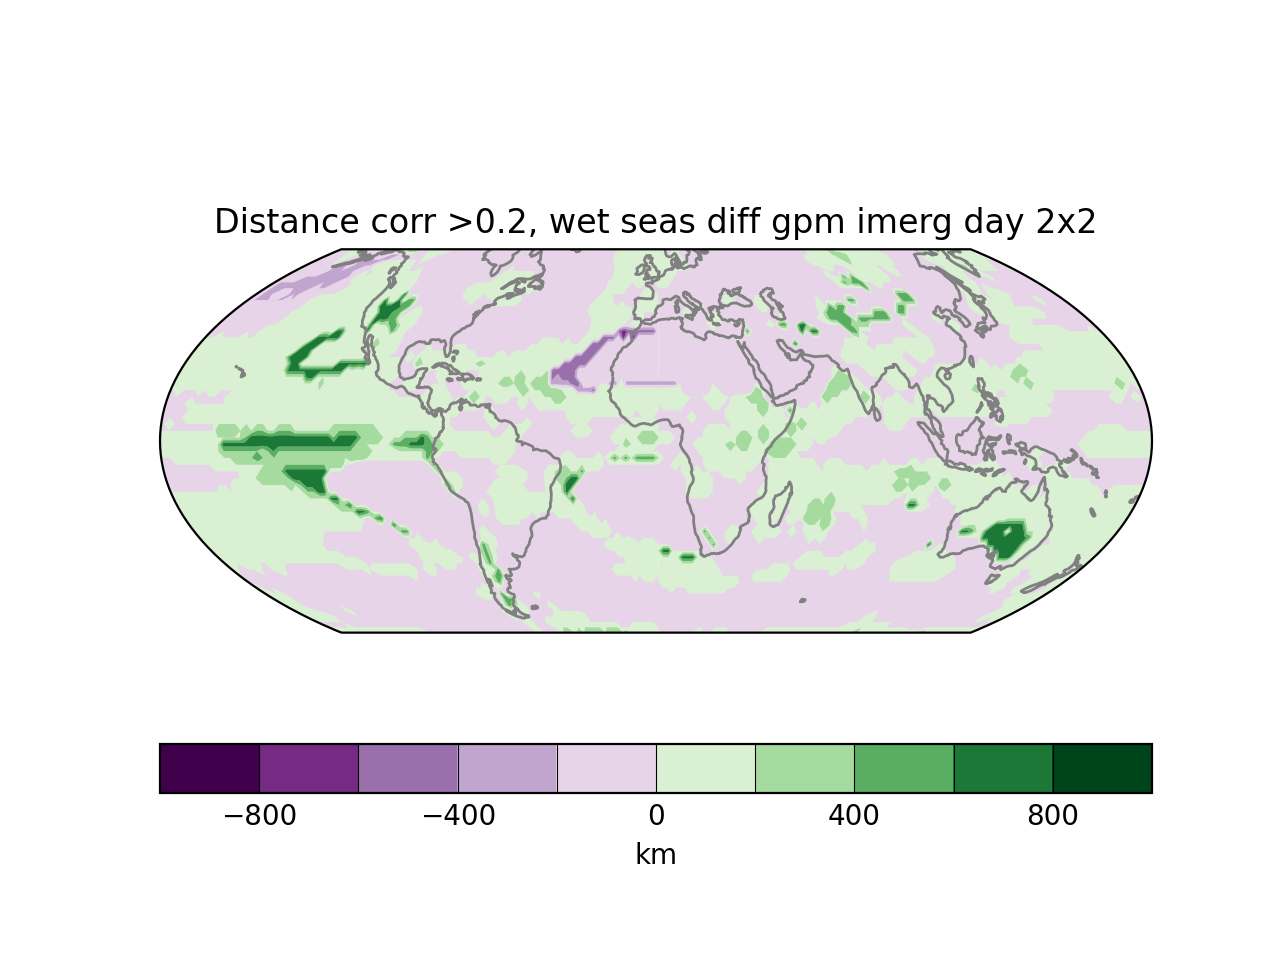 Distance corr >0.2, wet seas diff gpm imerg day 2x2
−800 −400 0 400 800
km